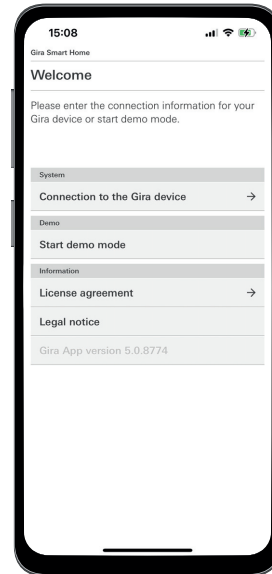 15:08
Gira Smart Home
Welcome
Please enter the connection information for your
Gira device or start demo mode.
System
Connection to the Gira device →
Demo
Start demo mode
Information
License agreement →
Legal notice
Gira App version 5.0.8774